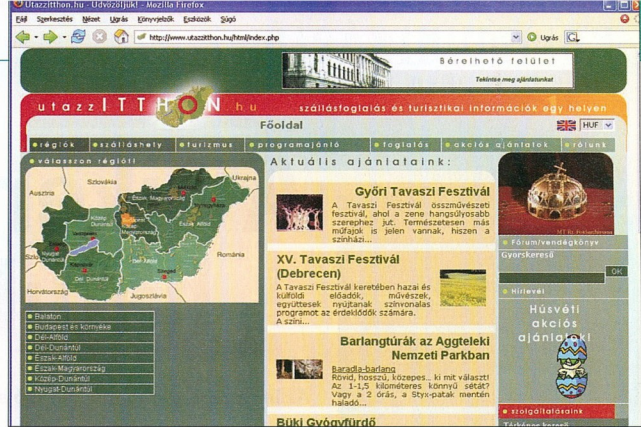 Utazzitthon.hu - Üdvözöljük! - Mozilla Firefox
Fájl Szerkesztés Nézet Ugrás Könyvjelzők Eszközök Súgó
http://www.utazzitthon.hu/html/index.php
Ugrás
Bérelhető felület
Tekintse meg ajánlatunkat
utazzITTHON.hu
szállásfoglalás és turisztikai információk egy helyen
Főoldal
HUF
régiók szálláshely turizmus programajánló foglalás akciós ajánlatok rólunk
válasszon régiót!
Ausztria
Szlovákia
Ukrajna
Románia
Horvátország
Jugoszlávia
Balaton
Budapest és környéke
Dél-Alföld
Dél-Dunántúl
Észak-Alföld
Észak-Magyarország
Közép-Dunántúl
Nyugat-Dunántúl
Aktuális ajánlataink:
Győri Tavaszi Fesztivál
A Tavaszi Fesztivál összművészeti
fesztivál, ahol a zene hangsúlyosabb
szerephez jut. Természetesen más
műfajok is jelen vannak, hiszen a
színházi...
XV. Tavaszi Fesztivál
(Debrecen)
A Tavaszi Fesztivál keretében hazai és
külföldi előadók, művészek,
együttesek nyújtanak színvonalas
programot az érdeklődők számára.
A színi...
Barlangtúrák az Aggteleki
Nemzeti Parkban
Baradla-barlang
Rövid, hosszú, közepes.. ki mit választ!
Az 1-1,5 kilométeres könnyű sétát?
Vagy a 2 órás, a Styx-patak mentén
haladó...
Büki Gyógyfürdő
Fórum/vendégkönyv
Gyorskereső
OK
Hírlevél
Húsvéti
akciós
ajánlatok!
szolgáltatásaink
Térképes kereső